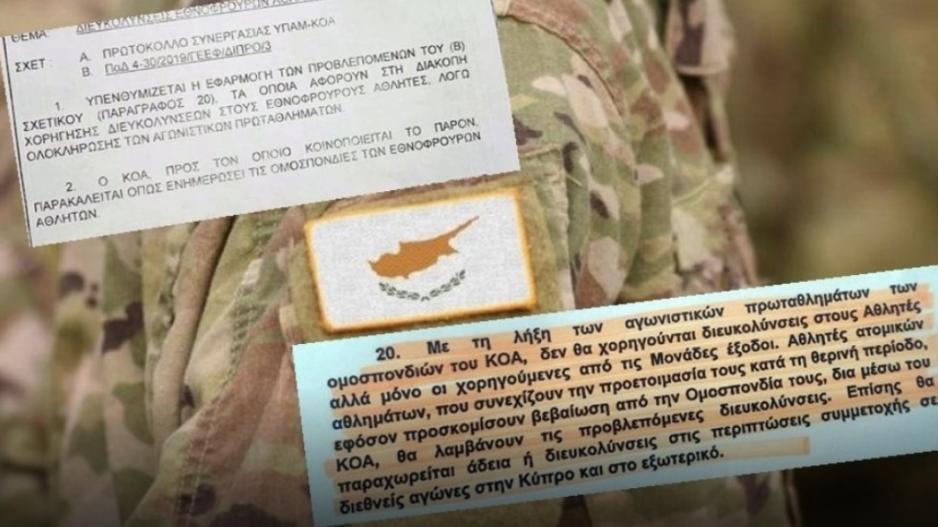 ΘΕΜΑ: ΔΙΕΥΚΟΛΥΝΣΕΙΣ ΕΘΝΟΦΡΟΥΡΩΝ
ΣΧΕΤ : Α. ΠΡΩΤΟΚΟΛΛΟ ΣΥΝΕΡΓΑΣΙΑΣ ΥΠΑΜ-ΚΟΑ
Β. ΠαΔ 4-30/2019/ΓΕΕΦ/ΔΙΠΡΟ/3
1. ΥΠΕΝΘΥΜΙΖΕΤΑΙ Η ΕΦΑΡΜΟΓΗ ΤΩΝ ΠΡΟΒΛΕΠΟΜΕΝΩΝ ΤΟΥ (Β)
ΣΧΕΤΙΚΟΥ (ΠΑΡΑΓΡΑΦΟΣ 20), ΤΑ ΟΠΟΙΑ ΑΦΟΡΟΥΝ ΣΤΗ ΔΙΑΚΟΠΗ
ΧΟΡΗΓΗΣΗΣ ΔΙΕΥΚΟΛΥΝΣΕΩΝ ΣΤΟΥΣ ΕΘΝΟΦΡΟΥΡΟΥΣ ΑΘΛΗΤΕΣ, ΛΟΓΩ
ΟΛΟΚΛΗΡΩΣΗΣ ΤΩΝ ΑΓΩΝΙΣΤΙΚΩΝ ΠΡΩΤΑΘΛΗΜΑΤΩΝ.
2. Ο ΚΟΑ, ΠΡΟΣ ΤΟΝ ΟΠΟΙΟ ΚΟΙΝΟΠΟΙΕΙΤΑΙ ΤΟ ΠΑΡΟΝ,
ΠΑΡΑΚΑΛΕΙΤΑΙ ΟΠΩΣ ΕΝΗΜΕΡΩΣΕΙ ΤΙΣ ΟΜΟΣΠΟΝΔΙΕΣ ΤΩΝ ΕΘΝΟΦΡΟΥΡΩΝ
ΑΘΛΗΤΩΝ.
20. Με τη λήξη των αγωνιστικών πρωταθλημάτων των
ομοσπονδιών του ΚΟΑ, δεν θα χορηγούνται διευκολύνσεις στους Αθλητές
αλλά μόνο οι χορηγούμενες από τις Μονάδες έξοδοι. Αθλητές ατομικών
αθλημάτων, που συνεχίζουν την προετοιμασία τους κατά τη θερινή περίοδο,
εφόσον προσκομίσουν βεβαίωση από την Ομοσπονδία τους, δια μέσω του
ΚΟΑ, θα λαμβάνουν τις προβλεπόμενες διευκολύνσεις. Επίσης θα
παραχωρείται άδεια ή διευκολύνσεις στις περιπτώσεις συμμετοχής σε
διεθνείς αγώνες στην Κύπρο και στο εξωτερικό.